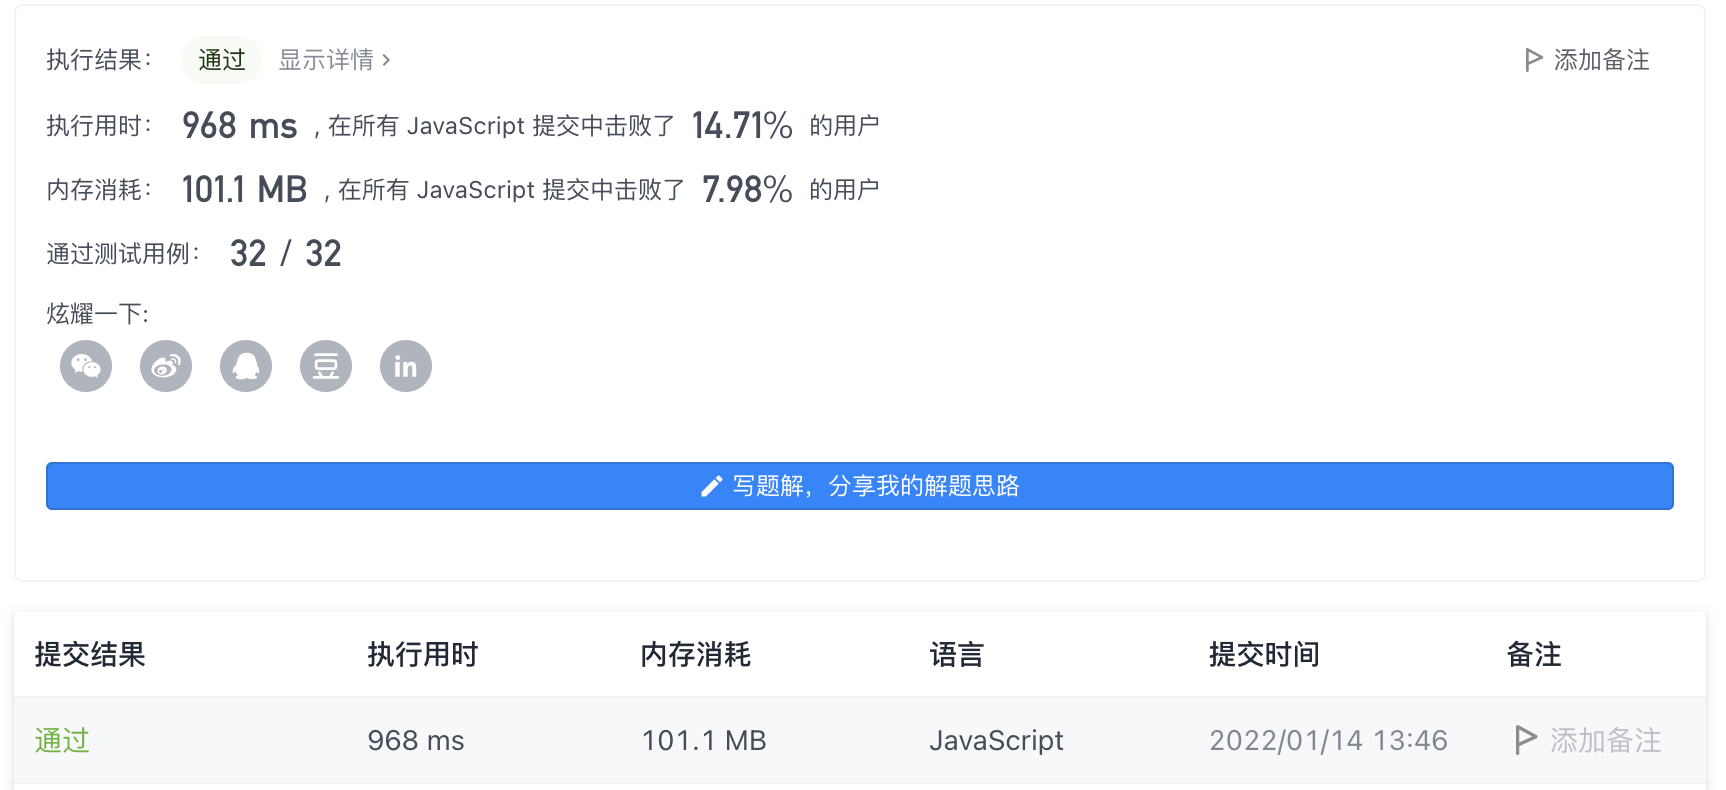 执行结果： 通过 显示详情 > 添加备注
执行用时： 968 ms , 在所有 JavaScript 提交中击败了 14.71% 的用户
内存消耗： 101.1 MB , 在所有 JavaScript 提交中击败了 7.98% 的用户
通过测试用例： 32 / 32
炫耀一下:
豆 in
写题解，分享我的解题思路
提交结果 执行用时 内存消耗 语言 提交时间 备注
通过 968 ms 101.1 MB JavaScript 2022/01/14 13:46 添加备注